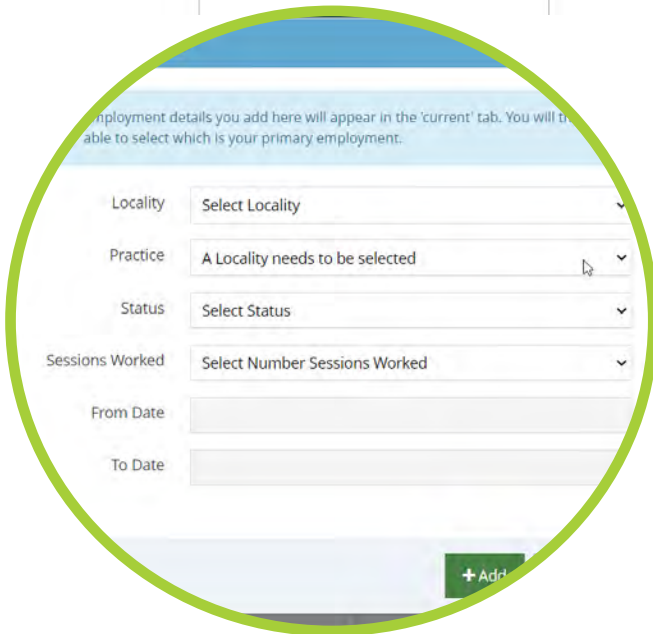 employment details you add here will appear in the 'current' tab. You will
able to select which is your primary employment.
Locality Select Locality
Practice A Locality needs to be selected
Status Select Status
Sessions Worked Select Number Sessions Worked
From Date
To Date
+ Add